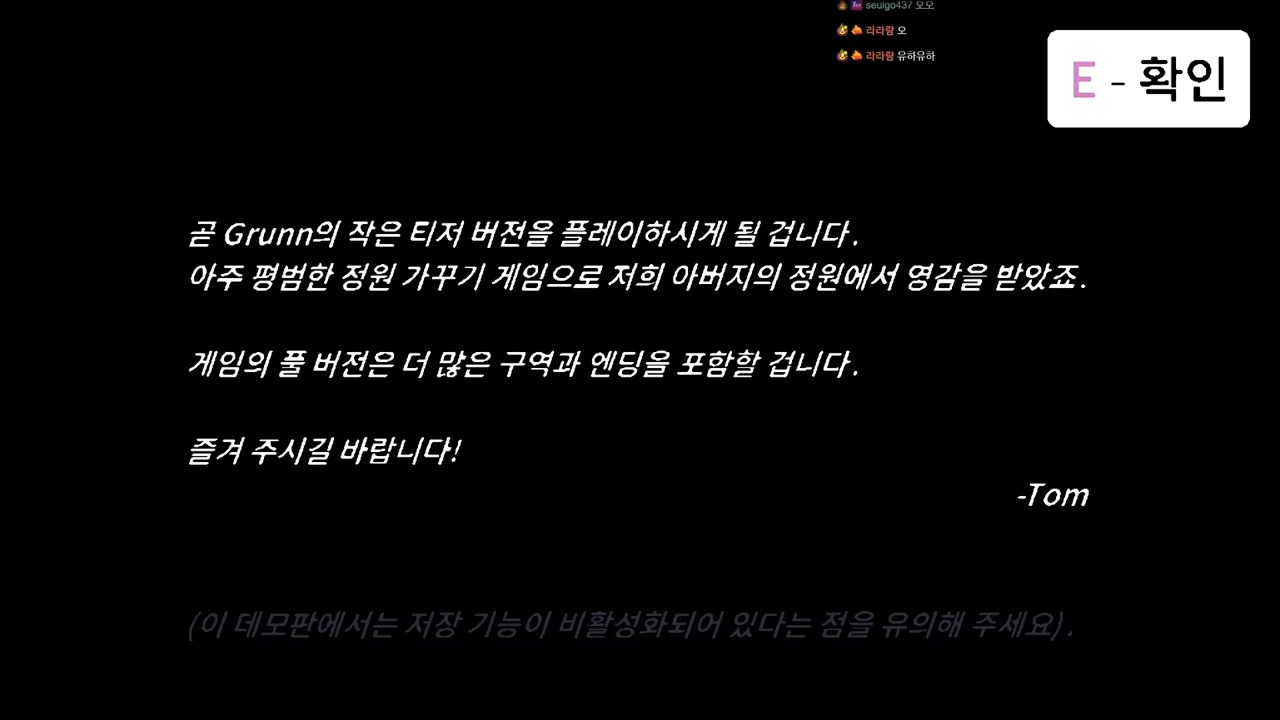 seulgo437 오오
라라람 오
라라람 유하유하
E - 확인
곧 Grunn의 작은 티저 버전을 플레이하시게 될 겁니다.
아주 평범한 정원 가꾸기 게임으로 저희 아버지의 정원에서 영감을 받았죠.
게임의 풀 버전은 더 많은 구역과 엔딩을 포함할 겁니다.
즐겨 주시길 바랍니다!
-Tom
(이 데모판에서는 저장 기능이 비활성화되어 있다는 점을 유의해 주세요).